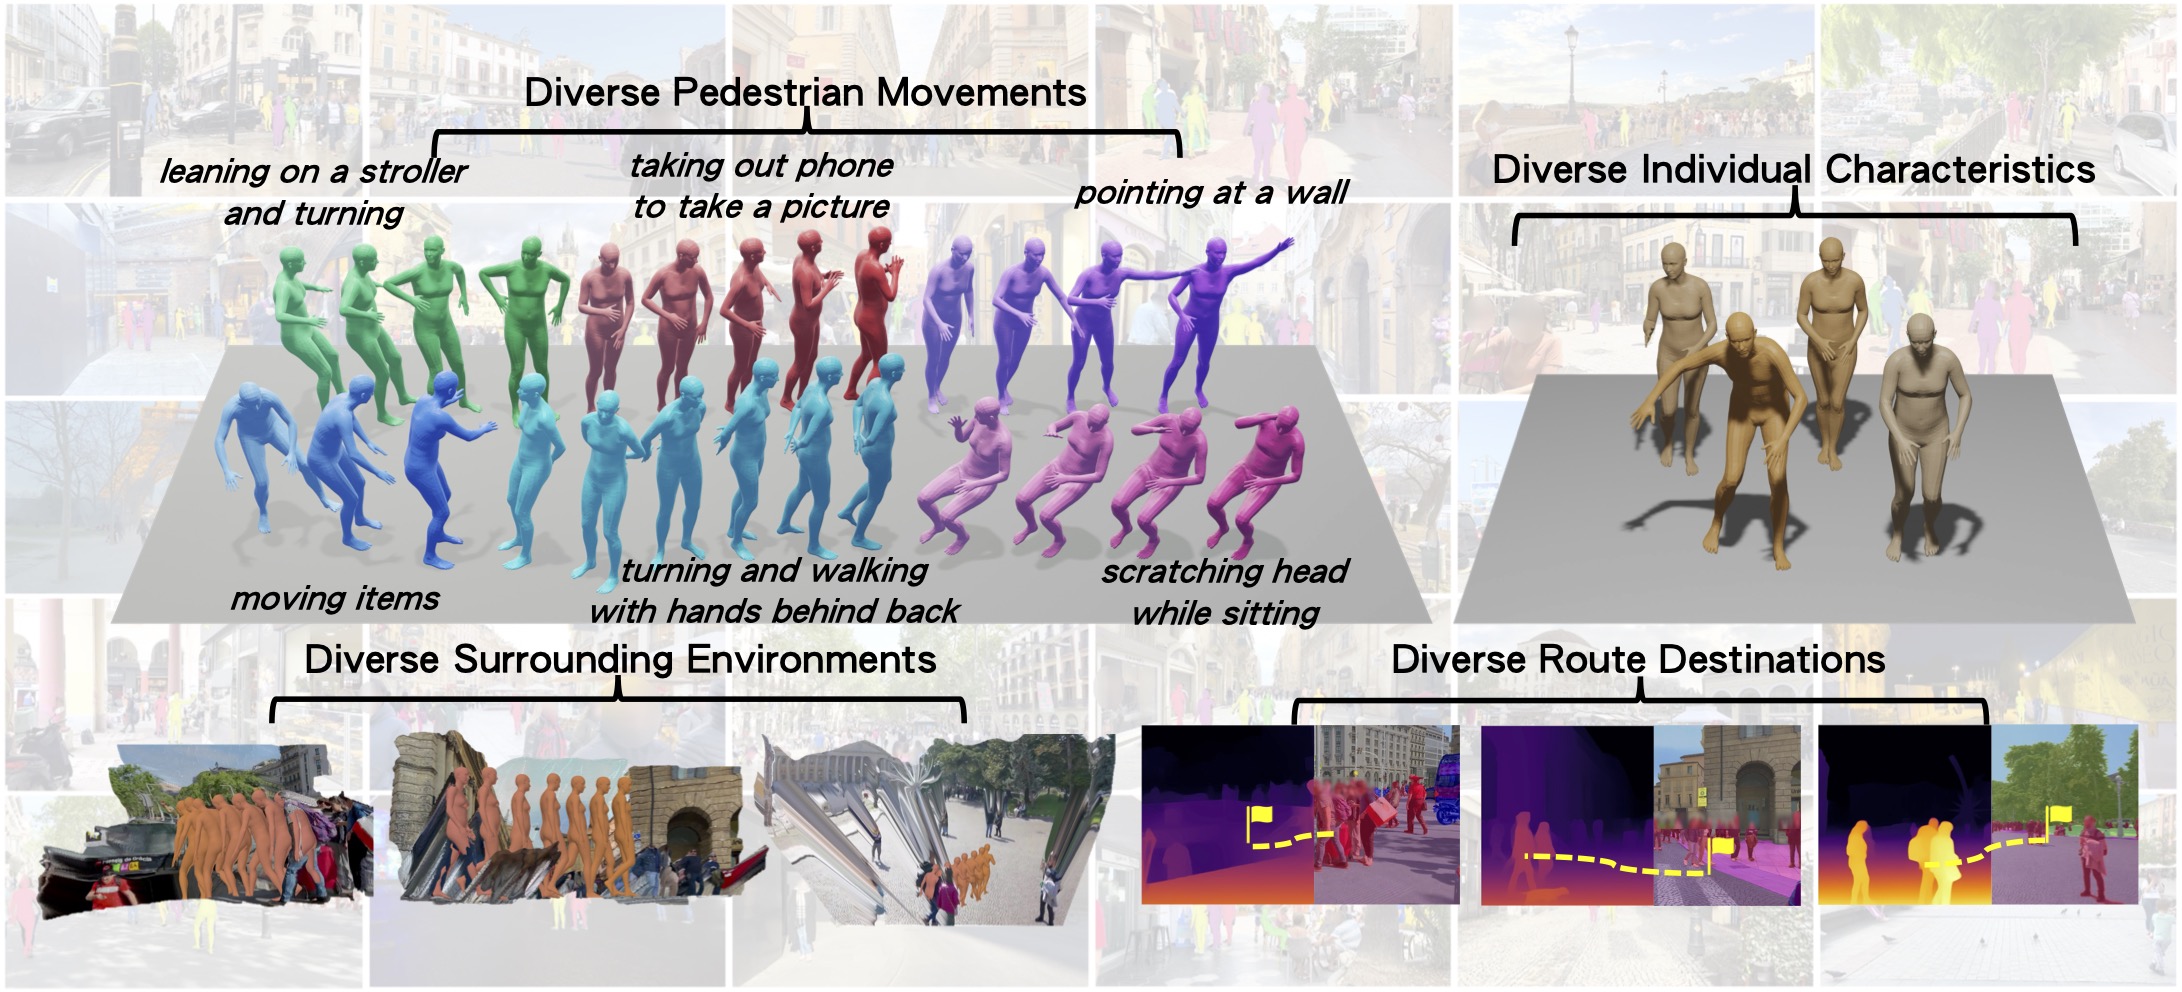 Diverse Pedestrian Movements
leaning on a stroller
and turning
taking out phone
to take a picture
pointing at a wall
Diverse Individual Characteristics
moving items
turning and walking
with hands behind back
scratching head
while sitting
Diverse Surrounding Environments
Diverse Route Destinations